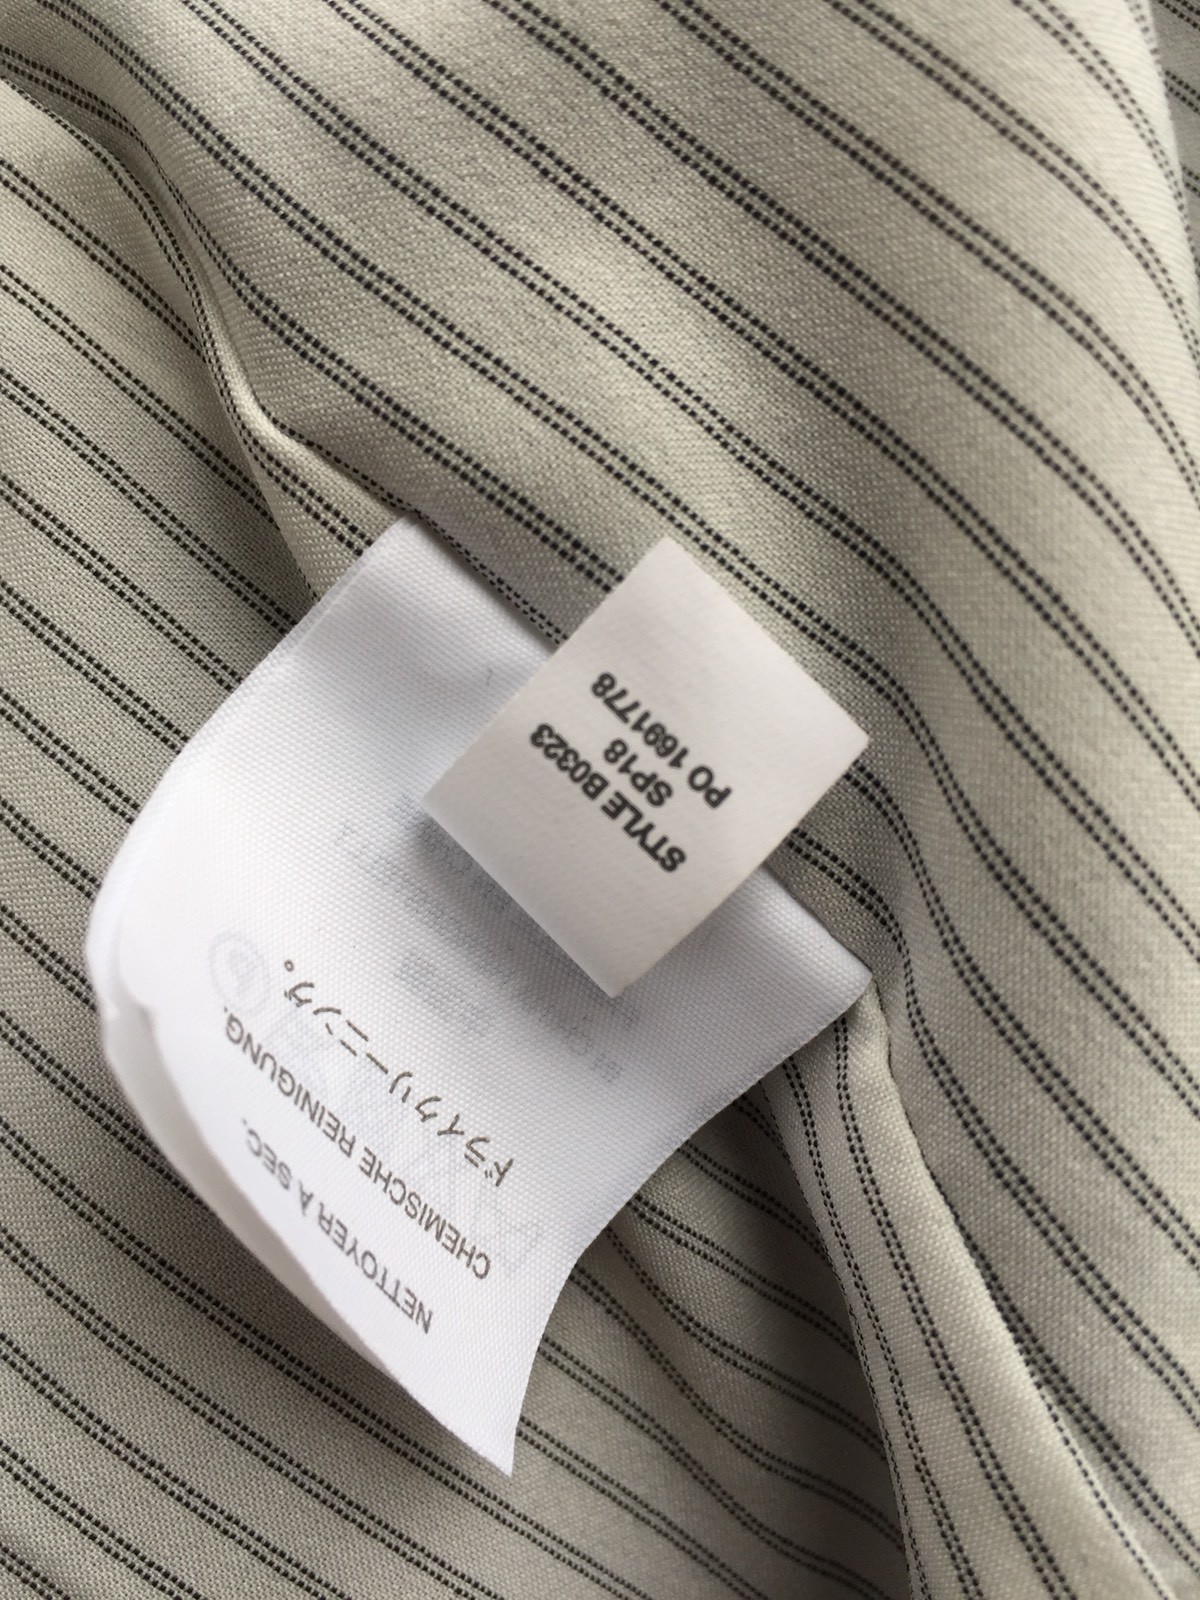 STYLE B0323
SP18
PO 1691778
NETTOYER À SEC.
CHEMISCHE REINIGUNG.
ドライクリーニング。